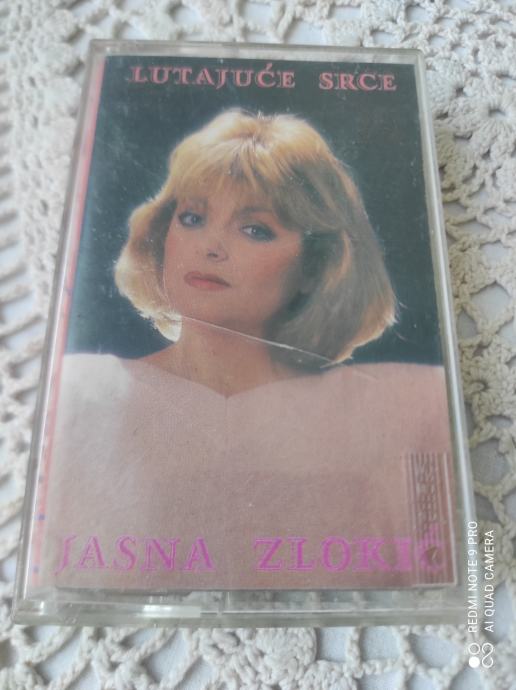 LUTAJUĆE SRCE
JASNA ZLOKIĆ
REDMI NOTE 9 PRO
AI QUAD CAMERA